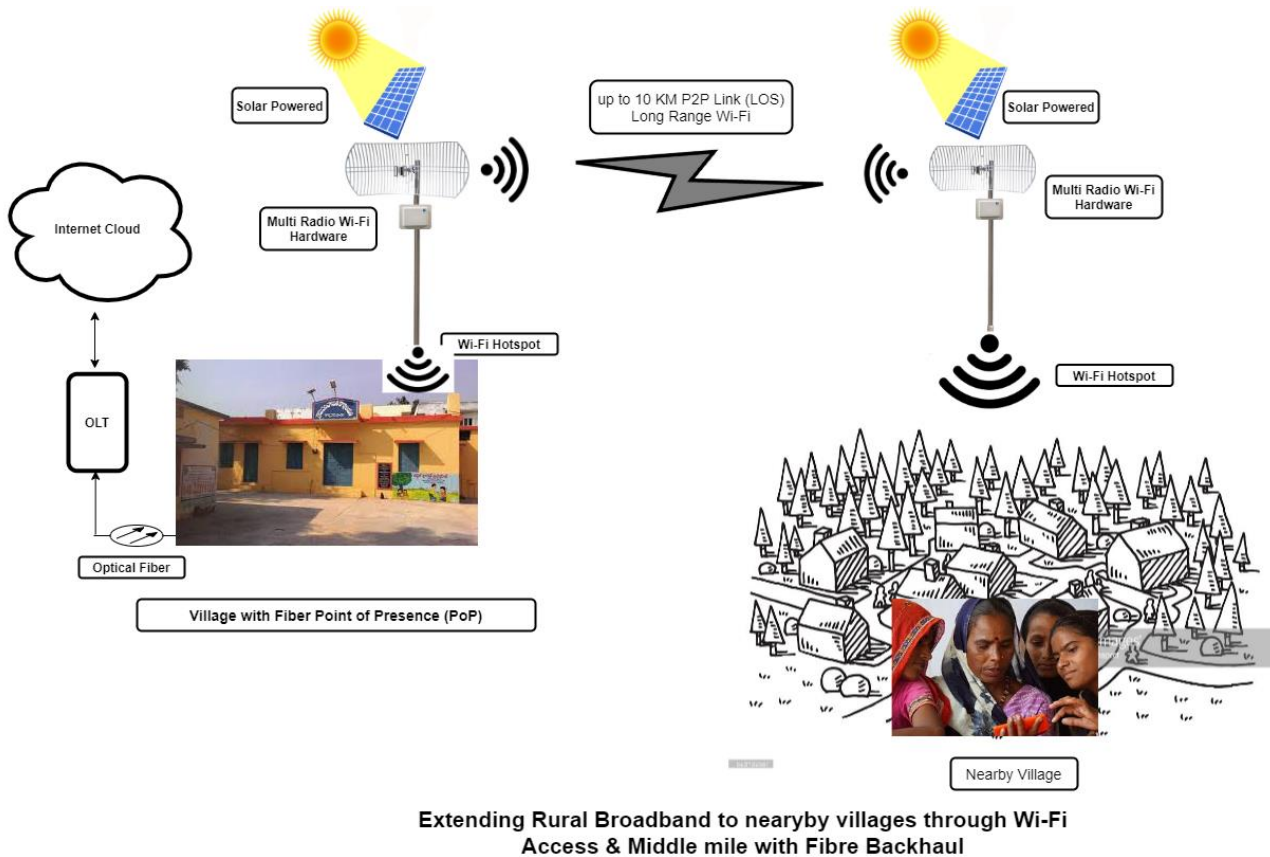 Solar Powered
up to 10 KM P2P Link (LOS)
Long Range Wi-Fi
Solar Powered
Internet Cloud
Multi Radio Wi-Fi
Hardware
Multi Radio Wi-Fi
Hardware
Wi-Fi Hotspot
Wi-Fi Hotspot
OLT
Optical Fiber
Village with Fiber Point of Presence (PoP)
Nearby Village
Extending Rural Broadband to nearyby villages through Wi-Fi
Access & Middle mile with Fibre Backhaul